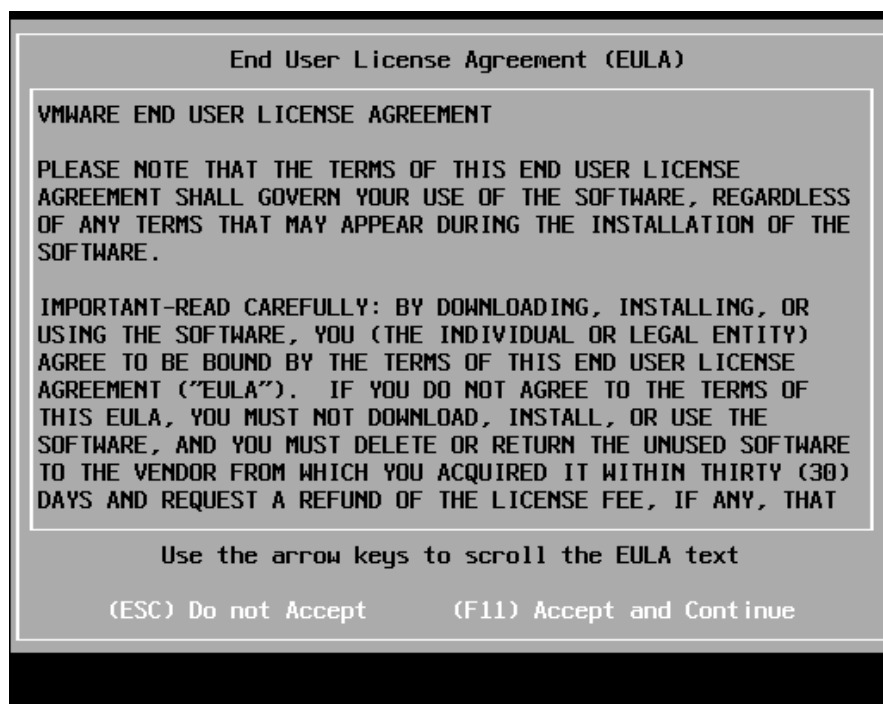 End User License Agreement (EULA)
VMWARE END USER LICENSE AGREEMENT
PLEASE NOTE THAT THE TERMS OF THIS END USER LICENSE
AGREEMENT SHALL GOVERN YOUR USE OF THE SOFTWARE, REGARDLESS
OF ANY TERMS THAT MAY APPEAR DURING THE INSTALLATION OF THE
SOFTWARE.
IMPORTANT-READ CAREFULLY: BY DOWNLOADING, INSTALLING, OR
USING THE SOFTWARE, YOU (THE INDIVIDUAL OR LEGAL ENTITY)
AGREE TO BE BOUND BY THE TERMS OF THIS END USER LICENSE
AGREEMENT ("EULA").  IF YOU DO NOT AGREE TO THE TERMS OF
THIS EULA, YOU MUST NOT DOWNLOAD, INSTALL, OR USE THE
SOFTWARE, AND YOU MUST DELETE OR RETURN THE UNUSED SOFTWARE
TO THE VENDOR FROM WHICH YOU ACQUIRED IT WITHIN THIRTY (30)
DAYS AND REQUEST A REFUND OF THE LICENSE FEE, IF ANY, THAT
Use the arrow keys to scroll the EULA text
(ESC) Do not Accept (F11) Accept and Continue